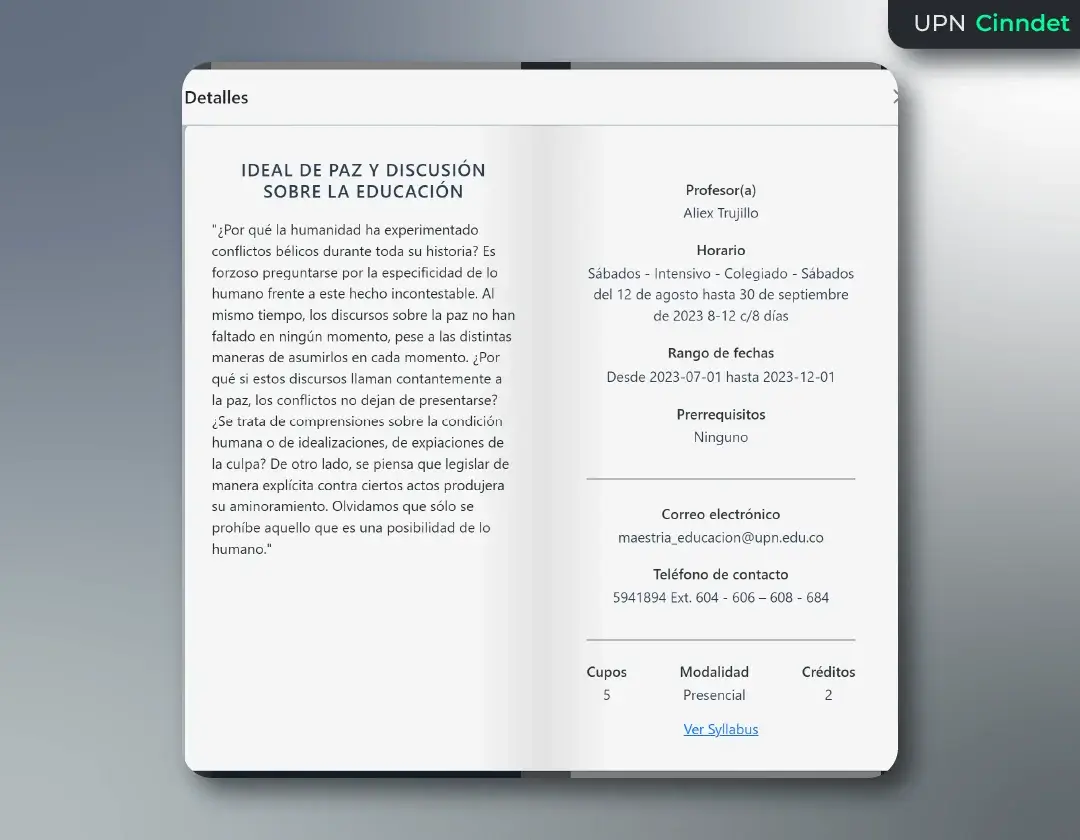 UPN Cinndet
Detalles
IDEAL DE PAZ Y DISCUSIÓN
SOBRE LA EDUCACIÓN
"¿Por qué la humanidad ha experimentado
conflictos bélicos durante toda su historia? Es
forzoso preguntarse por la especificidad de lo
humano frente a este hecho incontestable. Al
mismo tiempo, los discursos sobre la paz no han
faltado en ningún momento, pese a las distintas
maneras de asumirlos en cada momento. ¿Por
qué si estos discursos llaman contantemente a
la paz, los conflictos no dejan de presentarse?
¿Se trata de comprensiones sobre la condición
humana o de idealizaciones, de expiaciones de
la culpa? De otro lado, se piensa que legislar de
manera explícita contra ciertos actos produjera
su aminoramiento. Olvidamos que sólo se
prohíbe aquello que es una posibilidad de lo
humano."
Profesor(a)
Aliex Trujillo
Horario
Sábados - Intensivo - Colegiado - Sábados
del 12 de agosto hasta 30 de septiembre
de 2023 8-12 c/8 días
Rango de fechas
Desde 2023-07-01 hasta 2023-12-01
Prerrequisitos
Ninguno
Correo electrónico
maestria_educacion@upn.edu.co
Teléfono de contacto
5941894 Ext. 604 - 606 – 608 - 684
Cupos Modalidad Créditos
5 Presencial 2
Ver Syllabus